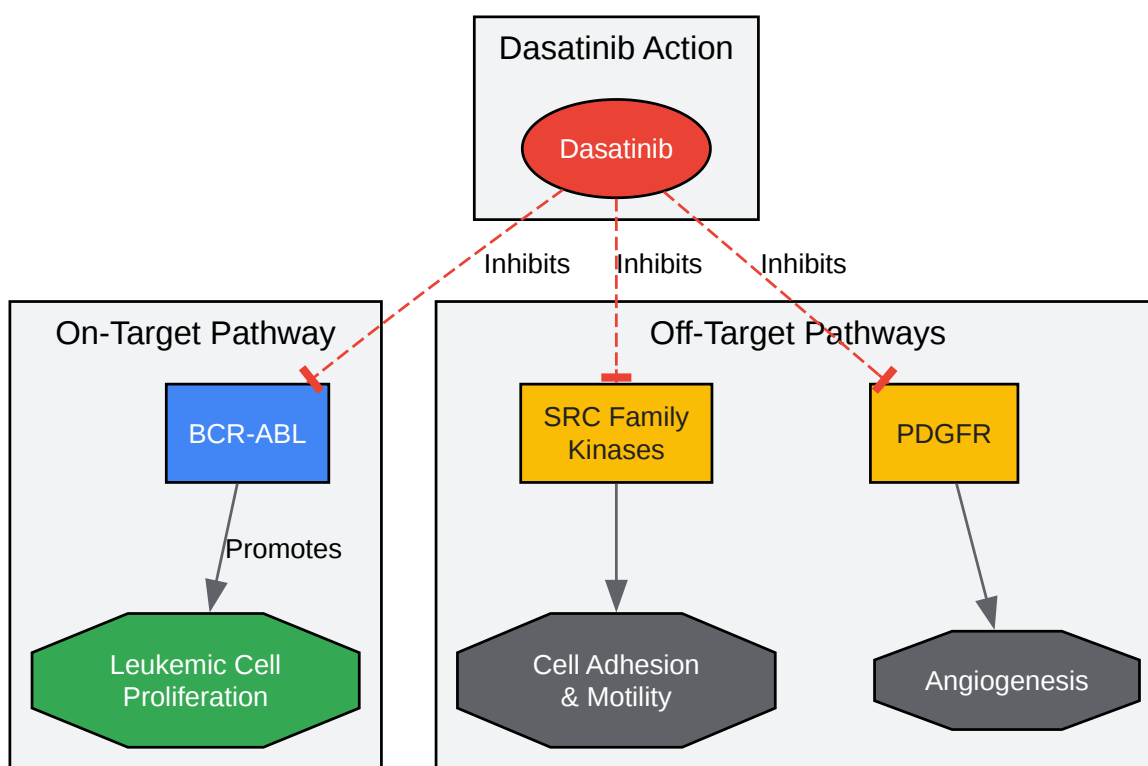 Dasatinib Action
Dasatinib
Inhibits
Inhibits
Inhibits
On-Target Pathway
Off-Target Pathways
BCR-ABL
SRC Family
Kinases
PDGFR
Promotes
Leukemic Cell
Proliferation
Cell Adhesion
& Motility
Angiogenesis